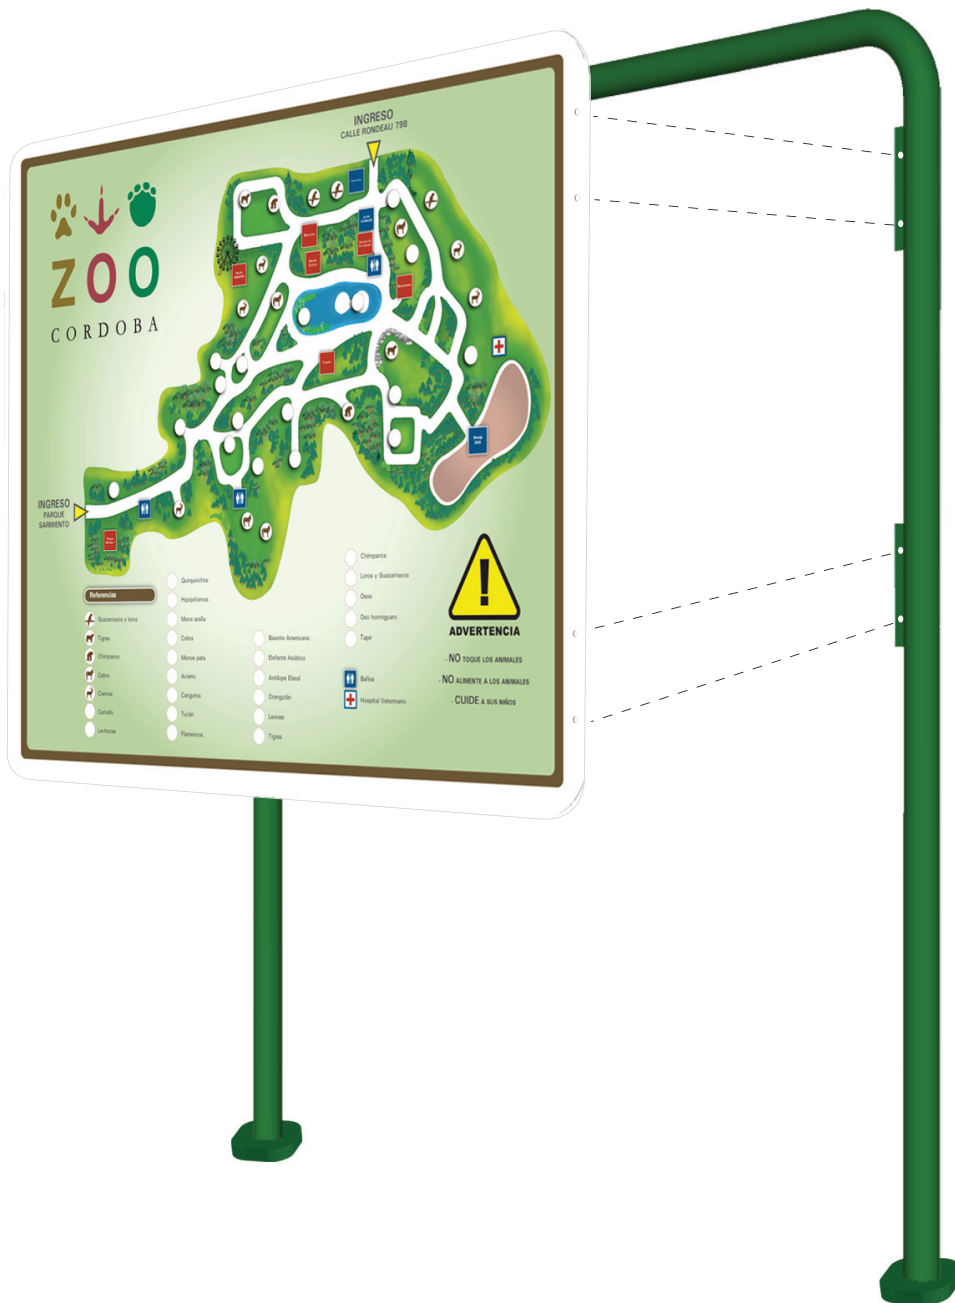 INGRESO
CALLE RONDEAU 798
ZOO
CORDOBA
INGRESO
PARQUE
SARMIENTO
Referencias
Guacamayos y loros
Tigres
Chimpance
Cebra
Ciervos
Camello
Lechuzas
Quirquinchos
Hipopótamos
Mono araña
Cebra
Monos pata
Aviario
Canguros
Tucán
Flamencos
Bisonte Americano
Elefante Asiático
Antílope Eland
Orangután
Leones
Tigres
Chimpance
Loros y Guacamayos
Osos
Oso hormiguero
Tapir
Baños
Hospital Veterinario
!
ADVERTENCIA
- NO TOQUE LOS ANIMALES
- NO ALIMENTE A LOS ANIMALES
- CUIDE A SUS NIÑOS